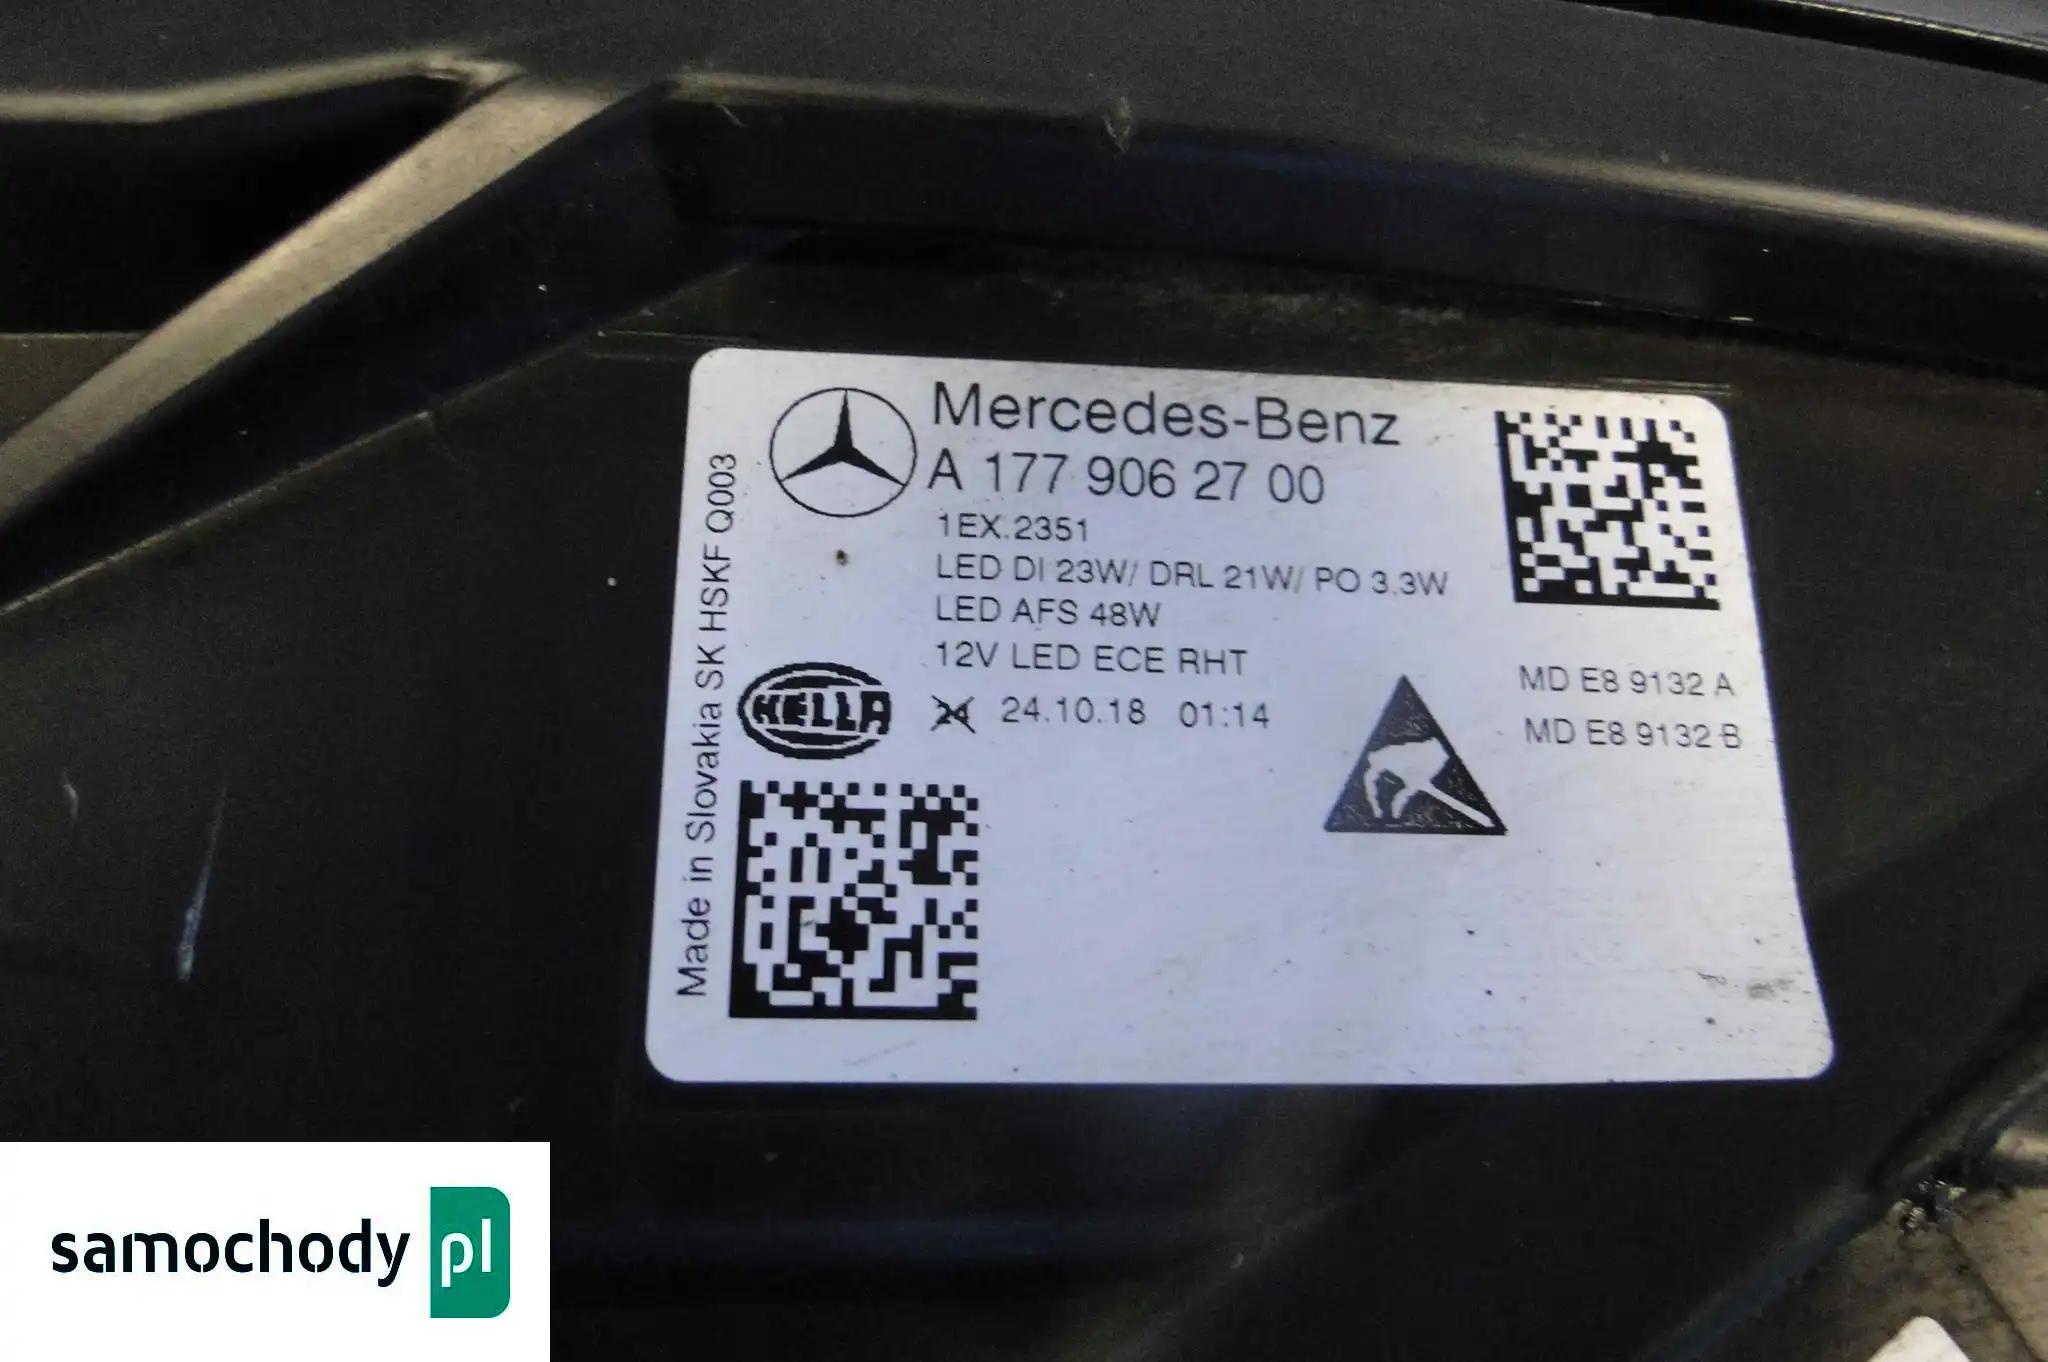 Mercedes-Benz
A 177 906 27 00
1EX.2351
LED DI 23W/ DRL 21W/ PO 3.3W
LED AFS 48W
12V LED ECE RHT
HELLA
24 24.10.18 01:14
MD E8 9132 A
MD E8 9132 B
Made in Slovakia SK HSKF Q003
samochody pl